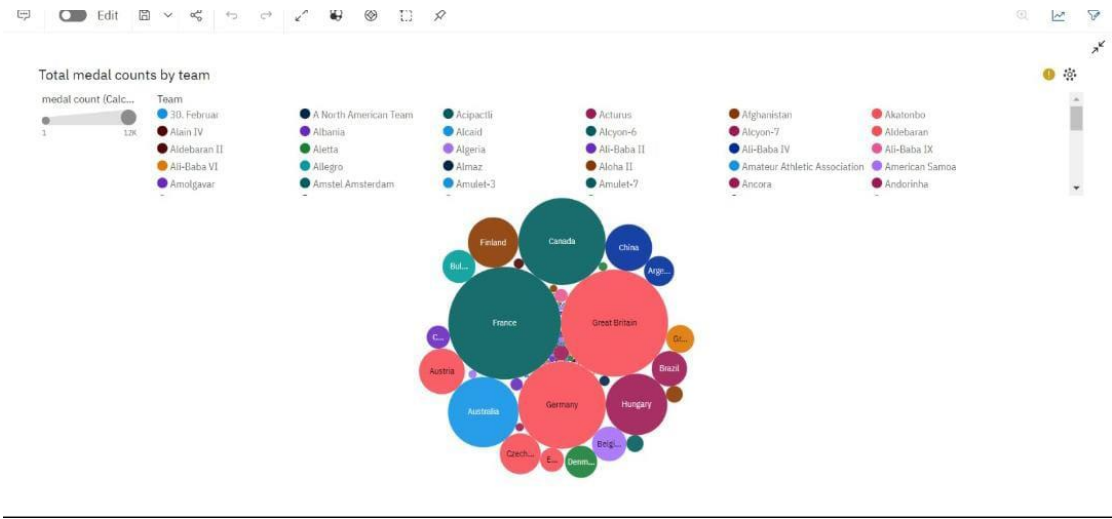 Edit
Total medal counts by team
medal count (Calc...
1 12K
Team
30. Februar A North American Team Acipactli Acturus Afghanistan Akatonbo
Alain IV Albania Alcaid Alcyon-6 Alcyon-7 Aldebaran
Aldebaran II Aletta Algeria Ali-Baba II Ali-Baba IV Ali-Baba IX
Ali-Baba VI Allegro Almaz Aloha II Amateur Athletic Association American Samoa
Amolgavar Amstel Amsterdam Amulet-3 Amulet-7 Ancora Andorinha
Canada
Finland
China
Bul...
Arge...
France
Great Britain
C...
Gr...
Brazil
Austria
Germany
Hungary
Australia
Belgi...
Czech...
E...
Denm...